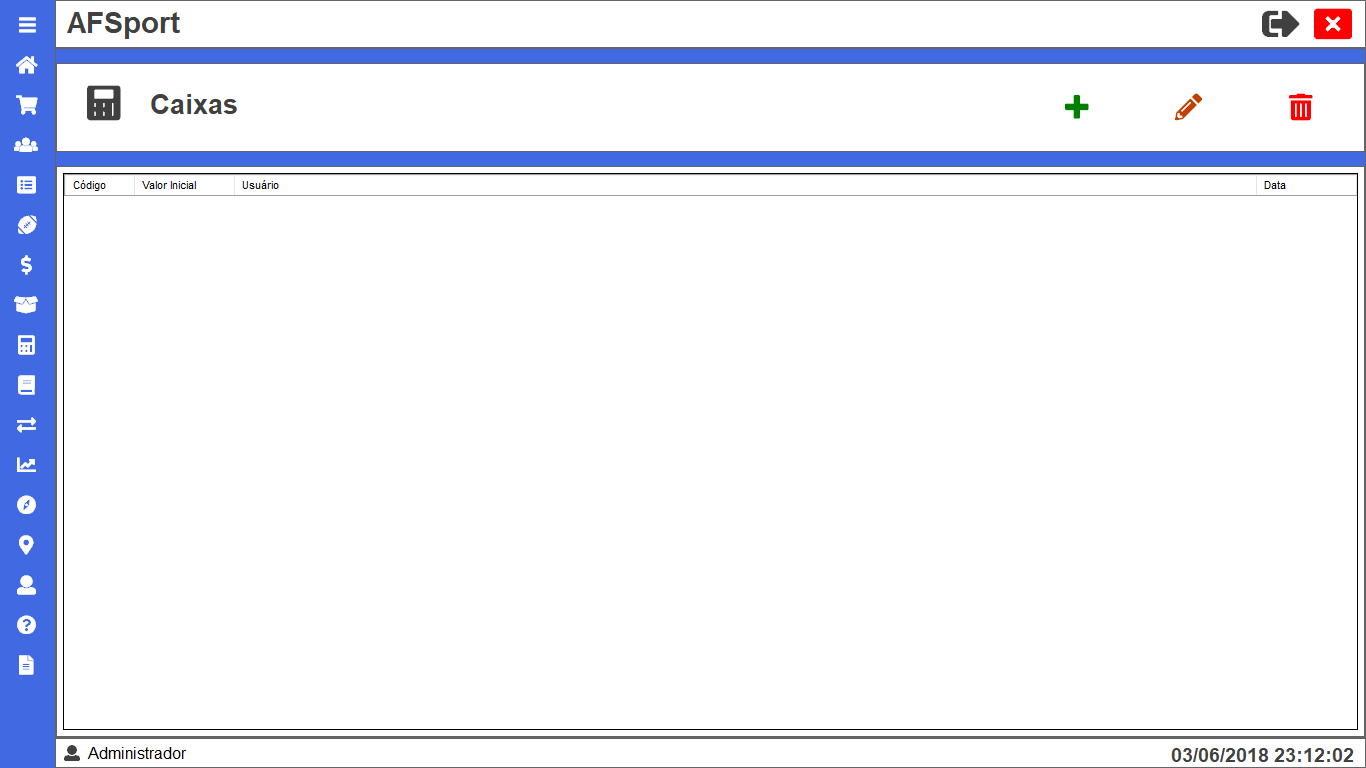 AFSport
Caixas
Código Valor Inicial Usuário Data
Administrador 03/06/2018 23:12:02